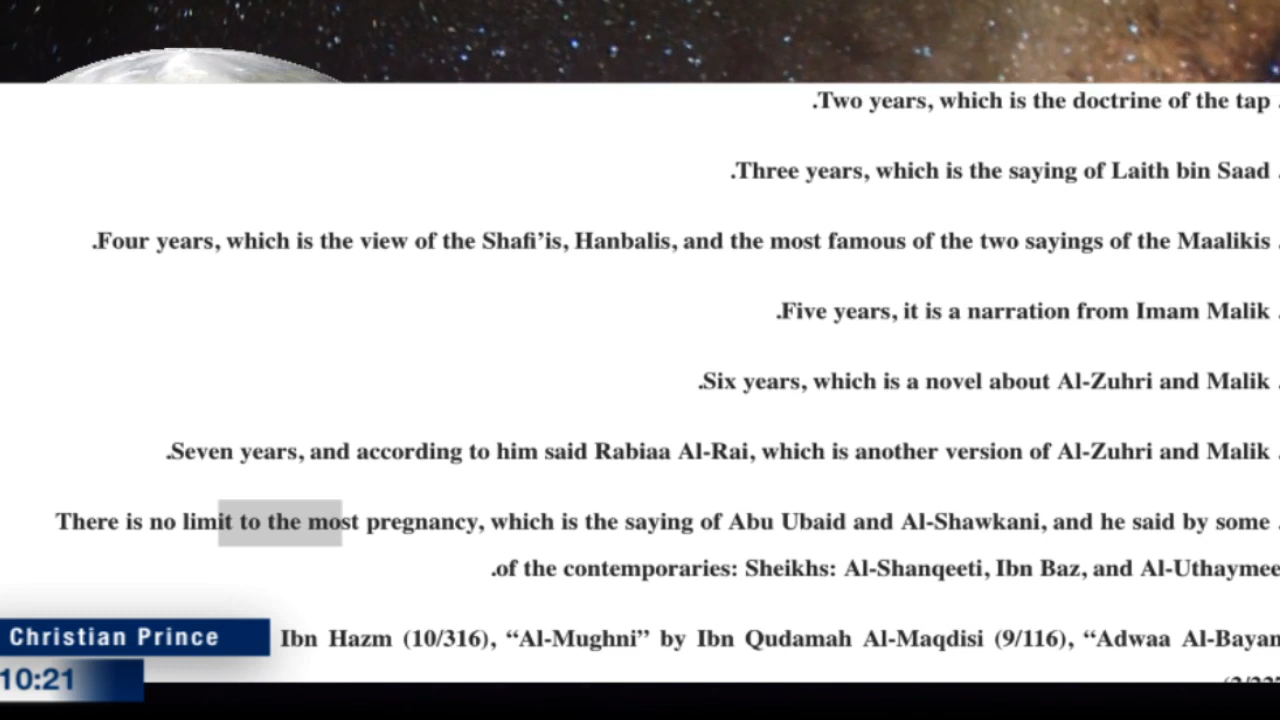 .Two years, which is the doctrine of the tap .
.Three years, which is the saying of Laith bin Saad .
.Four years, which is the view of the Shafi’is, Hanbalis, and the most famous of the two sayings of the Maalikis .
.Five years, it is a narration from Imam Malik .
.Six years, which is a novel about Al-Zuhri and Malik .
.Seven years, and according to him said Rabiaa Al-Rai, which is another version of Al-Zuhri and Malik .
There is no limit to the most pregnancy, which is the saying of Abu Ubaid and Al-Shawkani, and he said by some .
.of the contemporaries: Sheikhs: Al-Shanqeeti, Ibn Baz, and Al-Uthaymee
Christian Prince
Ibn Hazm (10/316), “Al-Mughni” by Ibn Qudamah Al-Maqdisi (9/116), “Adwaa Al-Bayan
10:21